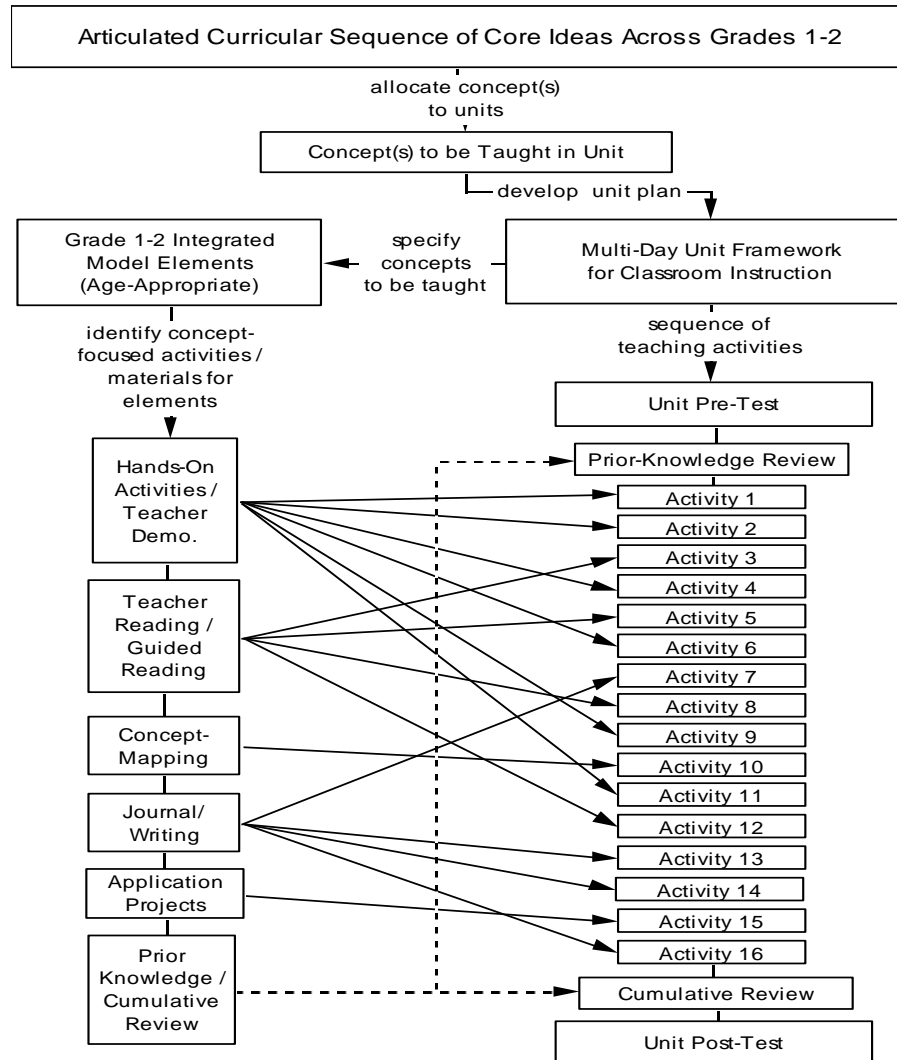 Articulated Curricular Sequence of Core Ideas Across Grades 1-2
allocate concept(s)
to units
Concept(s) to be Taught in Unit
develop unit plan
Grade 1-2 Integrated
Model Elements
(Age-Appropriate)
specify
concepts
to be taught
Multi-Day Unit Framework
for Classroom Instruction
identify concept-
focused activities /
materials for
elements
sequence of
teaching activities
Unit Pre-Test
Prior-Knowledge Review
Hands-On
Activities /
Teacher
Demo.
Teacher
Reading /
Guided
Reading
Concept-
Mapping
Journal/
Writing
Application
Projects
Prior
Knowledge /
Cumulative
Review
Activity 1
Activity 2
Activity 3
Activity 4
Activity 5
Activity 6
Activity 7
Activity 8
Activity 9
Activity 10
Activity 11
Activity 12
Activity 13
Activity 14
Activity 15
Activity 16
Cumulative Review
Unit Post-Test